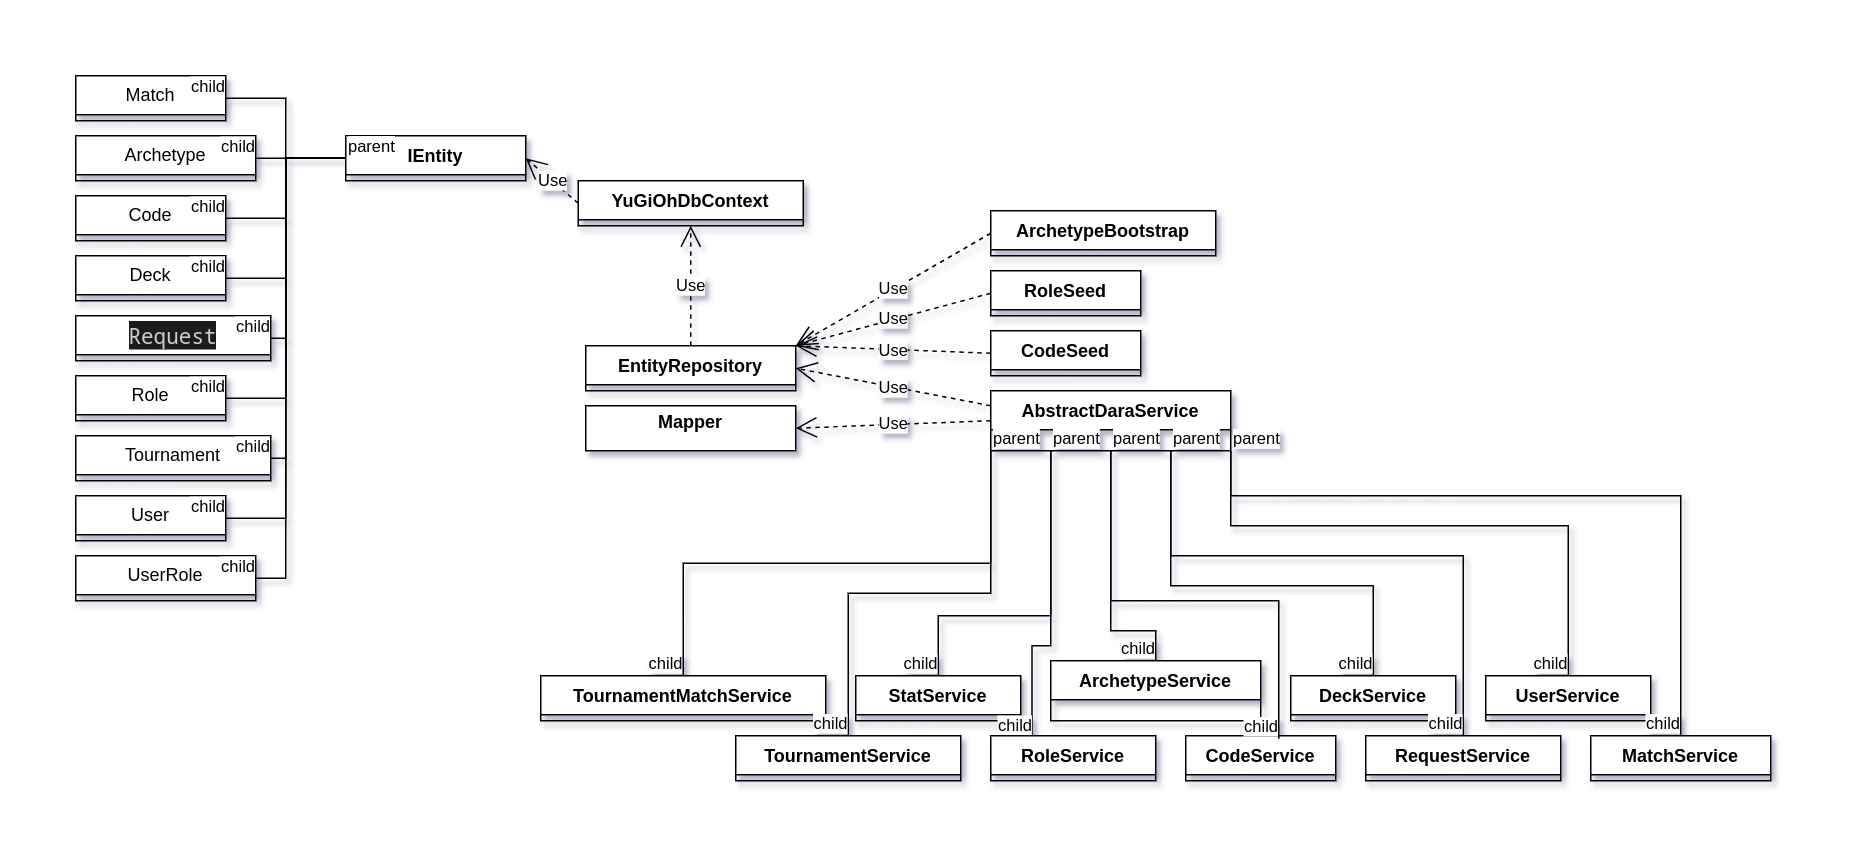 Match
child
Archetype
child
Code
child
Deck
child
Request
child
Role
child
Tournament
child
User
child
UserRole
child
parent
IEntity
Use
YuGiOhDbContext
Use
EntityRepository
Mapper
Use
Use
Use
Use
Use
ArchetypeBootstrap
RoleSeed
CodeSeed
AbstractDaraService
parent
parent
parent
parent
parent
child
TournamentMatchService
child
StatService
child
ArchetypeService
child
DeckService
child
UserService
child
TournamentService
child
RoleService
child
CodeService
child
RequestService
child
MatchService